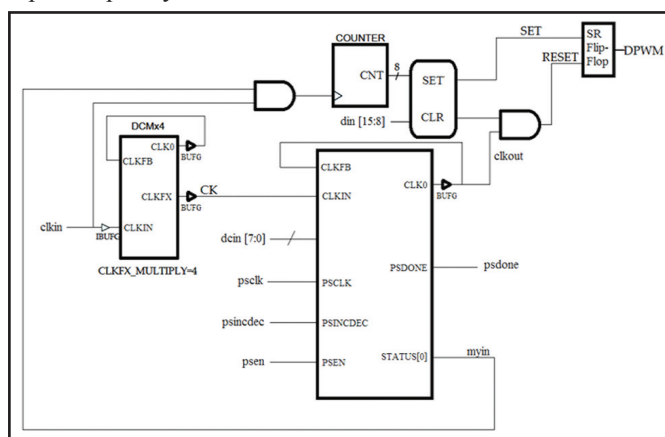 COUNTER
SET
SR
Flip-
Flop
DPWM
RESET
8
CNT
SET
CLR
din [15:8]
DCMx4
CLK0
CLKFB
BUFG
CLKFX
BUFG
CK
clkin
IBUFG
CLKIN
CLKFX_MULTIPLY=4
clkout
CLKFB
CLK0
BUFG
CLKIN
dcin [7:0]
psclk
PSCLK
PSDONE
psdone
psincdec
PSINCDEC
psen
PSEN
STATUS[0]
myin